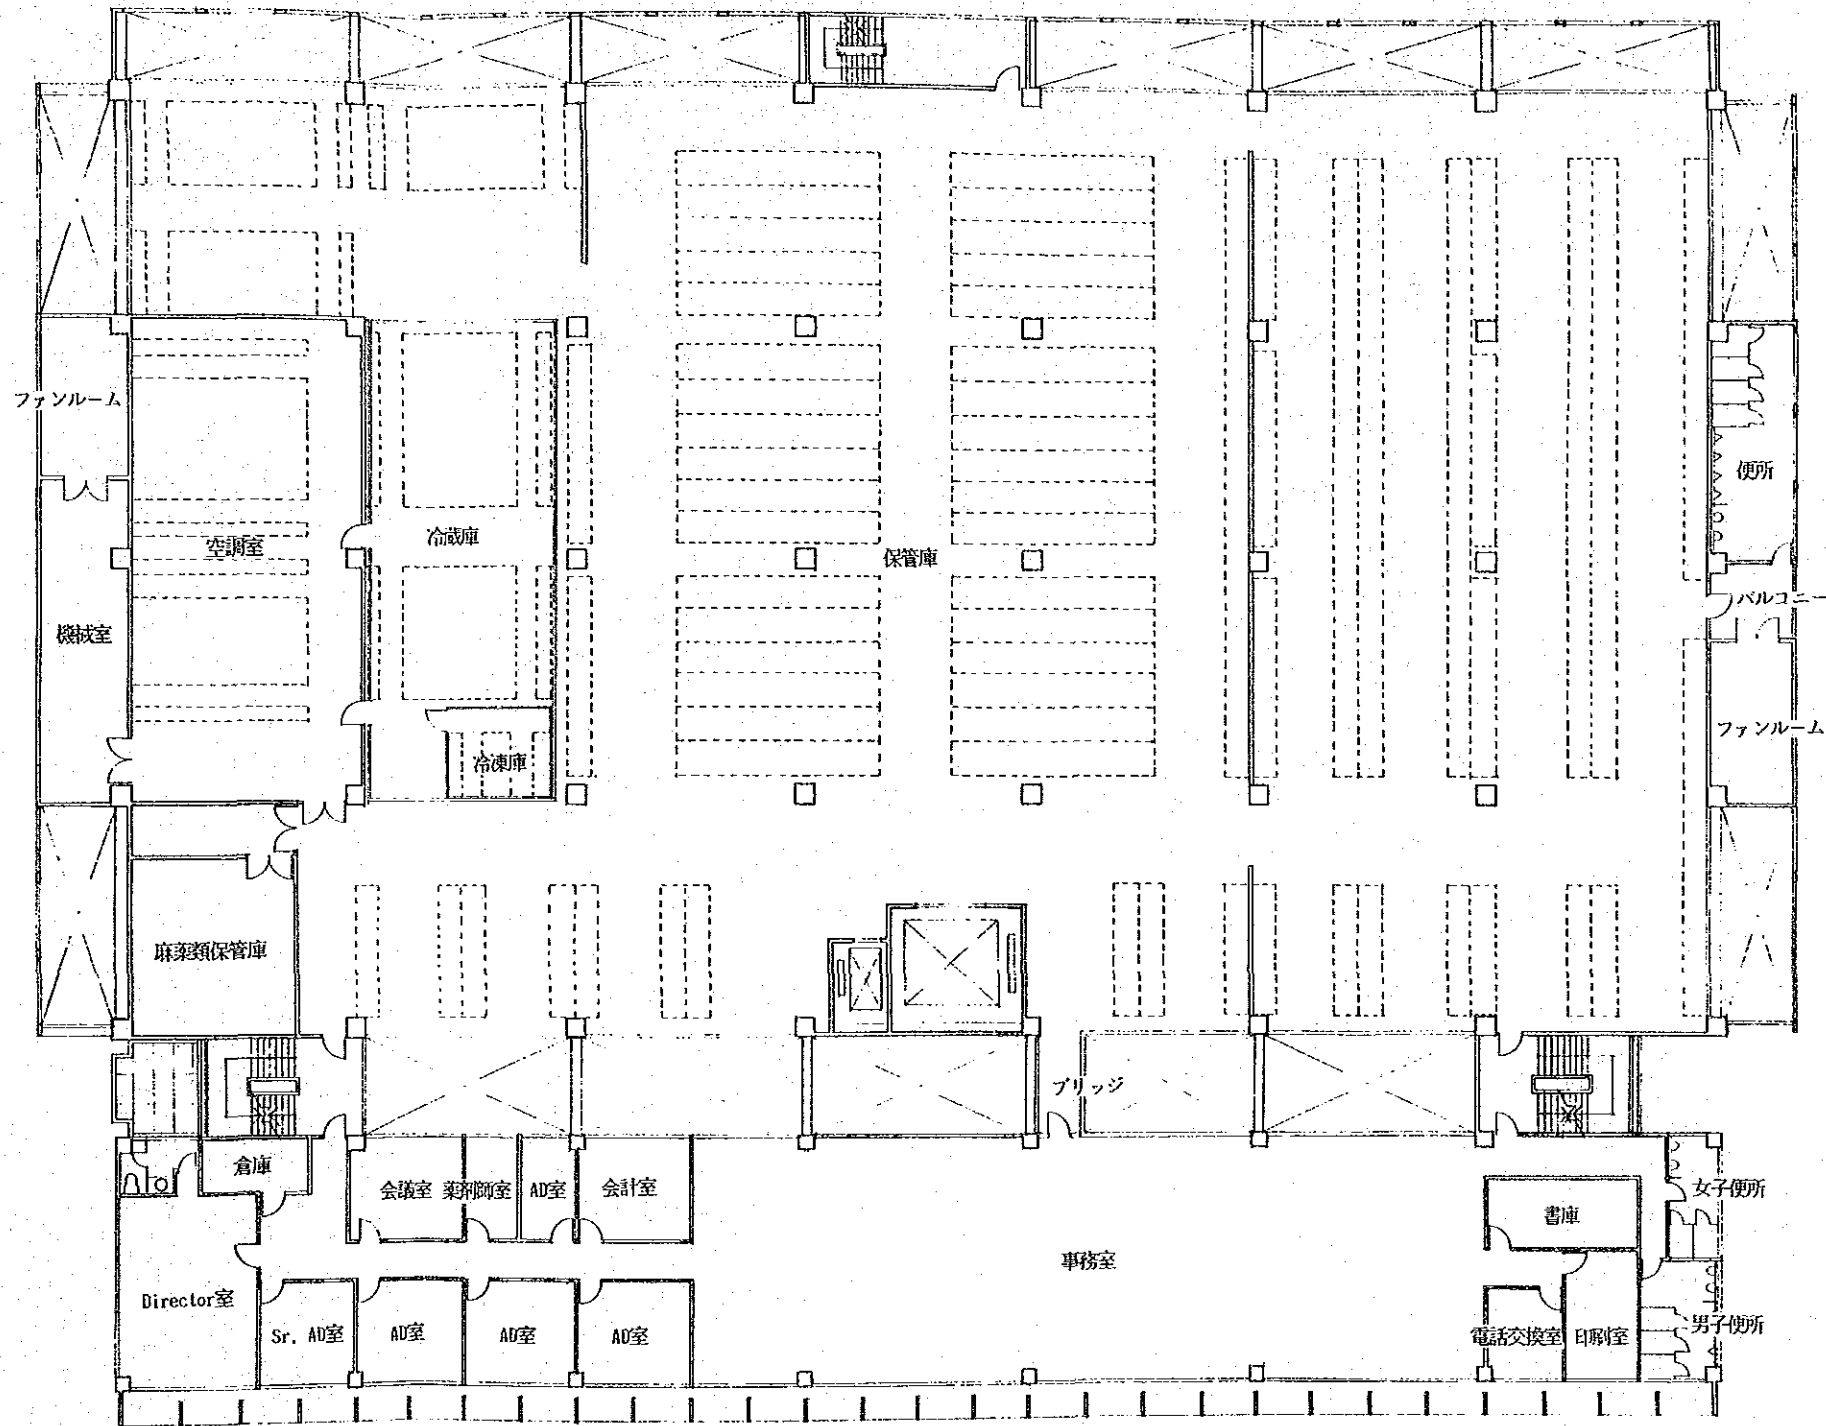 ファンルーム
便所
冷蔵庫
空調室
保管庫
バルコニー
機械室
ファンルーム
冷凍庫
麻薬類保管庫
ブリッジ
倉庫
会議室
薬剤師室
AD室
会計室
女子便所
書庫
事務室
Director室
Sr. AD室
AD室
AD室
AD室
電話交換室
印刷室
男子便所